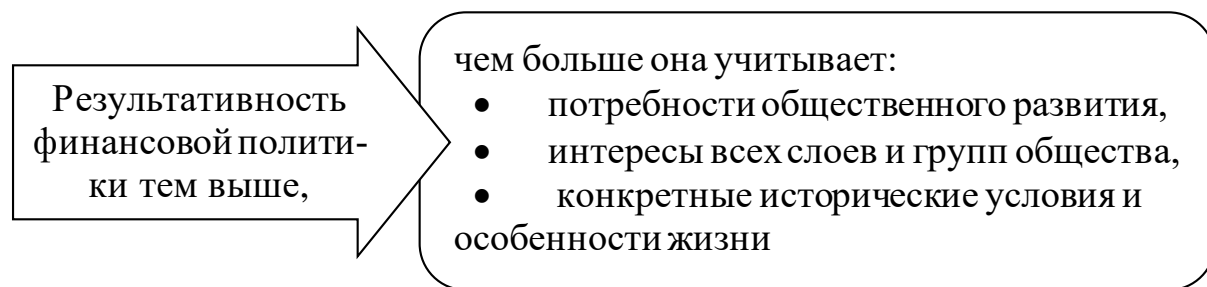 Результативность
финансовой полити-
ки тем выше,
чем больше она учитывает:
• потребности общественного развития,
• интересы всех слоев и групп общества,
• конкретные исторические условия и
особенности жизни